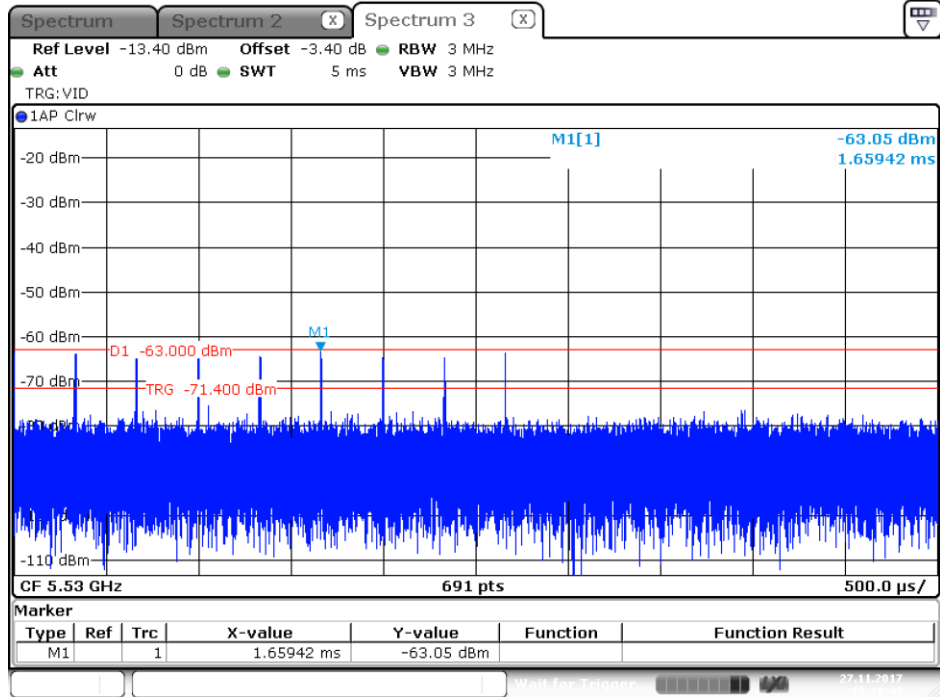 Spectrum Spectrum 2 X Spectrum 3 X
Ref Level -13.40 dBm Offset -3.40 dB RBW 3 MHz
Att 0 dB SWT 5 ms VBW 3 MHz
TRG:VID
1AP Clrw
M1[1] -63.05 dBm
1.65942 ms
-20 dBm
-30 dBm
-40 dBm
-50 dBm
-60 dBm
M1
D1 -63.000 dBm
-70 dBm
TRG -71.400 dBm
-110 dBm
CF 5.53 GHz 691 pts 500.0 µs/
Marker
Type Ref Trc X-value Y-value Function Function Result
M1 1 1.65942 ms -63.05 dBm
Wait for Trigger...
27.11.2017